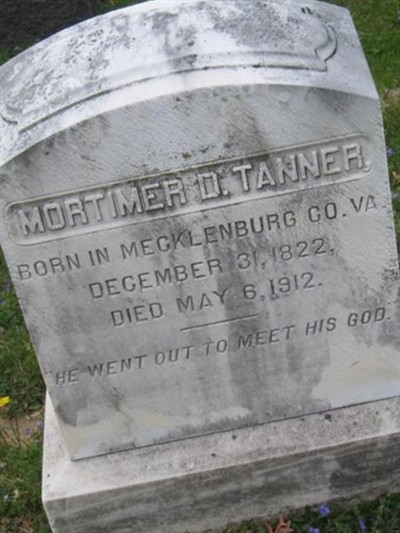 MORTIMER D. TANNER
BORN IN MECKLENBURG CO. VA
DECEMBER 31, 1822,
DIED MAY 6, 1912.
"HE WENT OUT TO MEET HIS GOD.